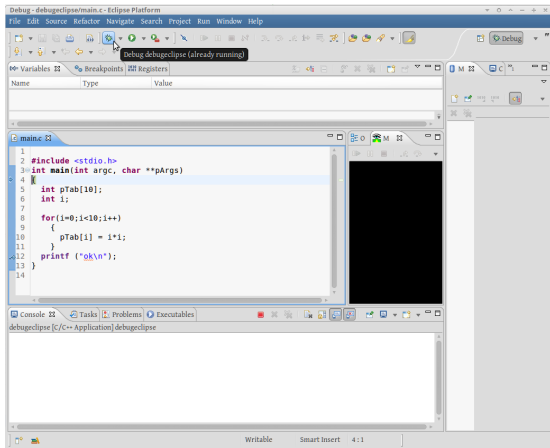 Debug - debugeclipse/main.c - Eclipse Platform
File Edit Source Refactor Navigate Search Project Run Window Help
Debug
Debug debugeclipse (already running)
Variables Breakpoints Registers
M C
Name Type Value
main.c
O M
1
2 #include <stdio.h>
3 int main(int argc, char **pArgs)
4 {
5 int pTab[10];
6 int i;
7
8 for(i=0;i<10;i++)
9 {
10 pTab[i] = i*i;
11 }
12 printf ("ok\n");
13 }
14
Console Tasks Problems Executables
debugeclipse [C/C++ Application] debugeclipse
Writable Smart Insert 4 : 1